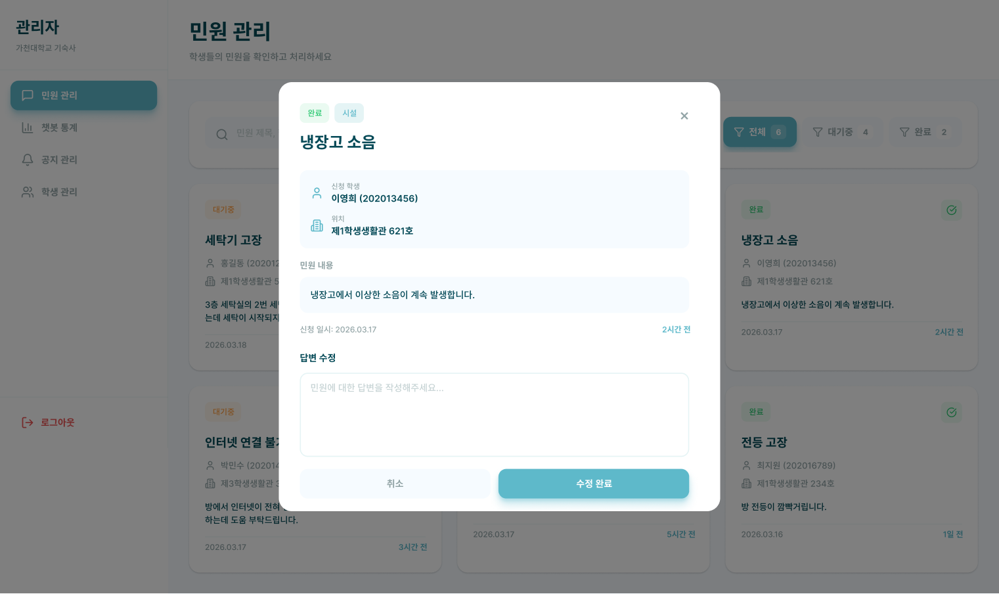 관리자
가천대학교 기숙사
민원 관리
챗봇 통계
공지 관리
학생 관리
로그아웃
민원 관리
학생들의 민원을 확인하고 처리하세요
민원 제목,
전체 6
대기중 4
완료 2
대기중
세탁기 고장
홍길동 (202012
제1학생생활관
3층 세탁실의 2번
는데 세탁이 시작되지
2026.03.18
완료
냉장고 소음
이영희 (202013456)
제1학생생활관 621호
냉장고에서 이상한 소음이 계속 발생합니다.
2026.03.17
2시간 전
대기중
인터넷 연결
박민수 (202014
제3학생생활관
방에서 인터넷이 전혀
하는데 도움 부탁드립니다.
2026.03.17
3시간 전
2026.03.17
5시간 전
완료
전등 고장
최지원 (202016789)
제1학생생활관 234호
방 전등이 깜빡거립니다.
2026.03.16
1일 전
완료
시설
냉장고 소음
신청 학생
이영희 (202013456)
위치
제1학생생활관 621호
민원 내용
냉장고에서 이상한 소음이 계속 발생합니다.
신청 일시: 2026.03.17
2시간 전
답변 수정
민원에 대한 답변을 작성해주세요...
취소
수정 완료